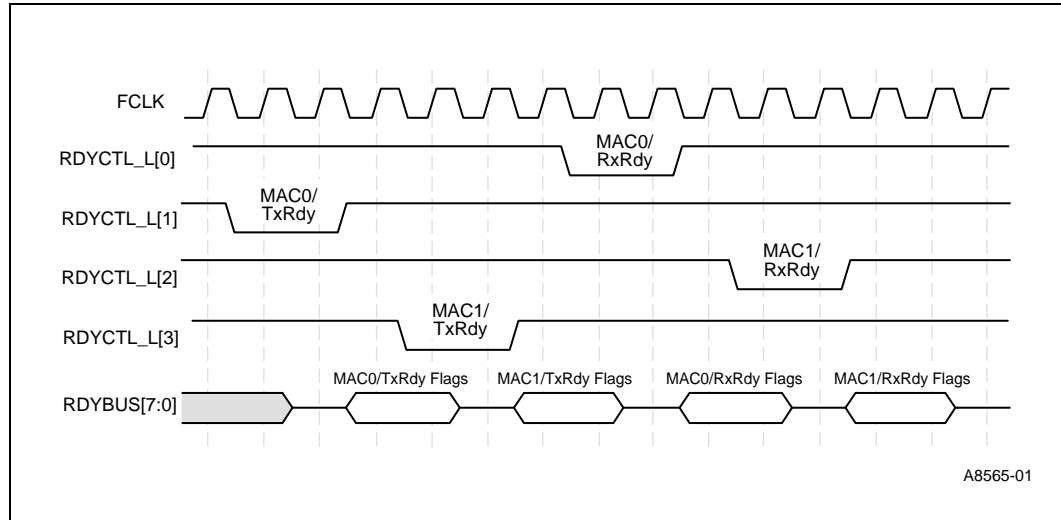 FCLK
RDYCTL_L[0]
MAC0/
RxRdy
RDYCTL_L[1]
MAC0/
TxRdy
RDYCTL_L[2]
MAC1/
RxRdy
RDYCTL_L[3]
MAC1/
TxRdy
RDYBUS[7:0]
MAC0/TxRdy Flags
MAC1/TxRdy Flags
MAC0/RxRdy Flags
MAC1/RxRdy Flags
A8565-01